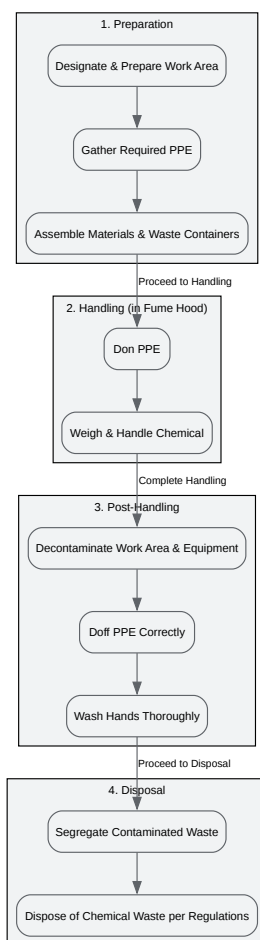 1. Preparation
Designate & Prepare Work Area
Gather Required PPE
Assemble Materials & Waste Containers
Proceed to Handling
2. Handling (in Fume Hood)
Don PPE
Weigh & Handle Chemical
Complete Handling
3. Post-Handling
Decontaminate Work Area & Equipment
Doff PPE Correctly
Wash Hands Thoroughly
Proceed to Disposal
4. Disposal
Segregate Contaminated Waste
Dispose of Chemical Waste per Regulations